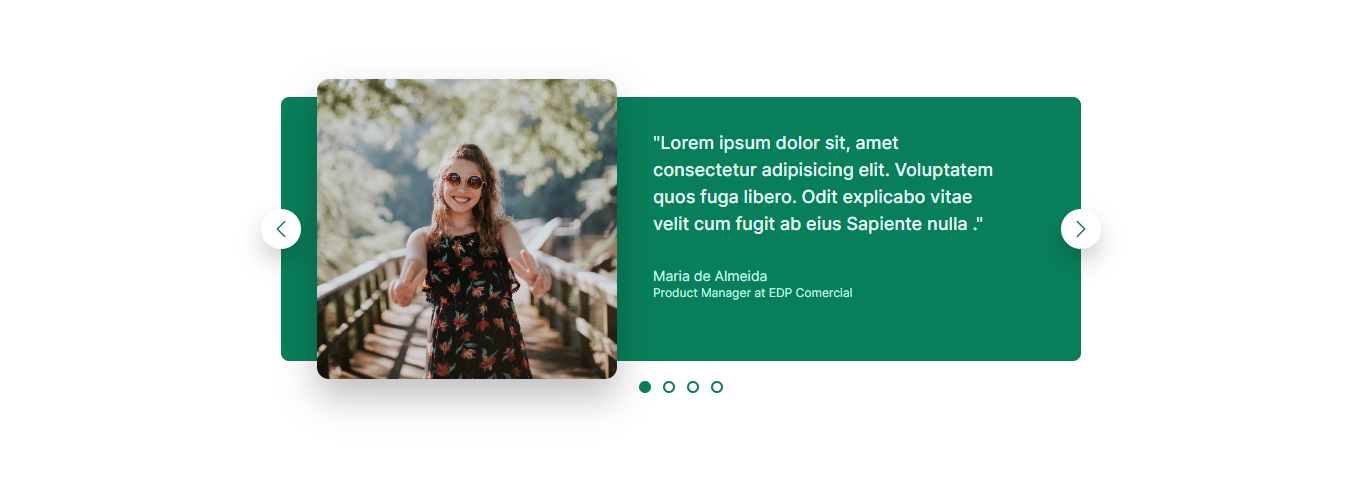 "Lorem ipsum dolor sit, amet
consectetur adipisicing elit. Voluptatem
quos fuga libero. Odit explicabo vitae
velit cum fugit ab eius Sapiente nulla ."
Maria de Almeida
Product Manager at EDP Comercial